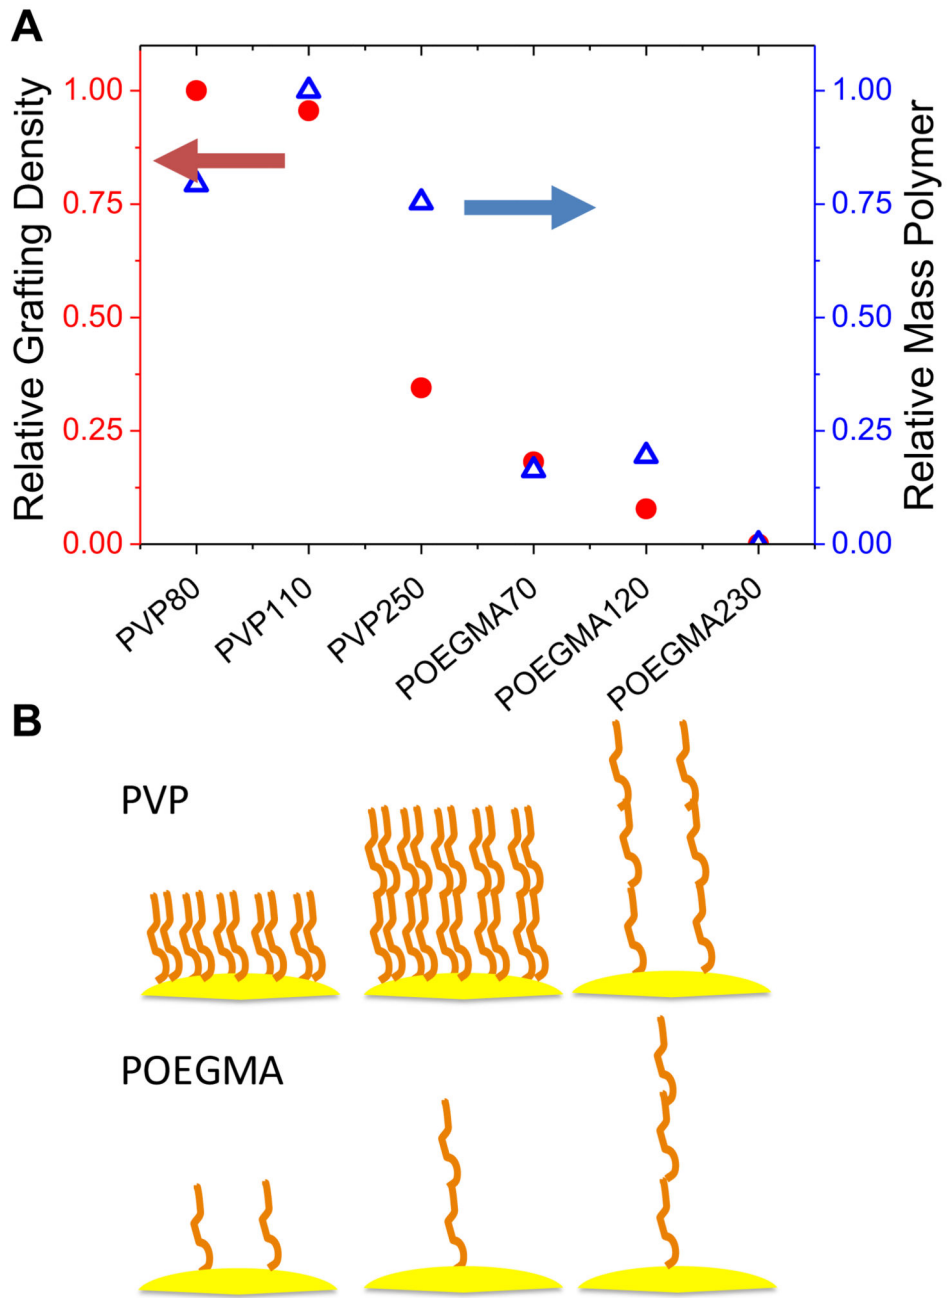 A
Relative Grafting Density
1.00
0.75
0.50
0.25
0.00
1.00
0.75
0.50
0.25
0.00
Relative Mass Polymer
PVP80
PVP110
PVP250
POEGMA70
POEGMA120
POEGMA230
B
PVP
POEGMA